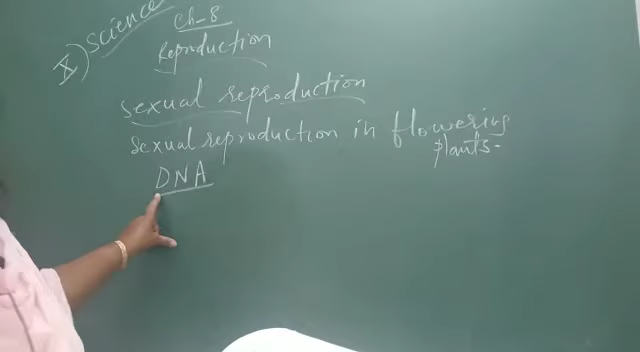 X) Science
Ch-8
Reproduction
sexual reproduction
sexual reproduction in flowering
plants.
DNA